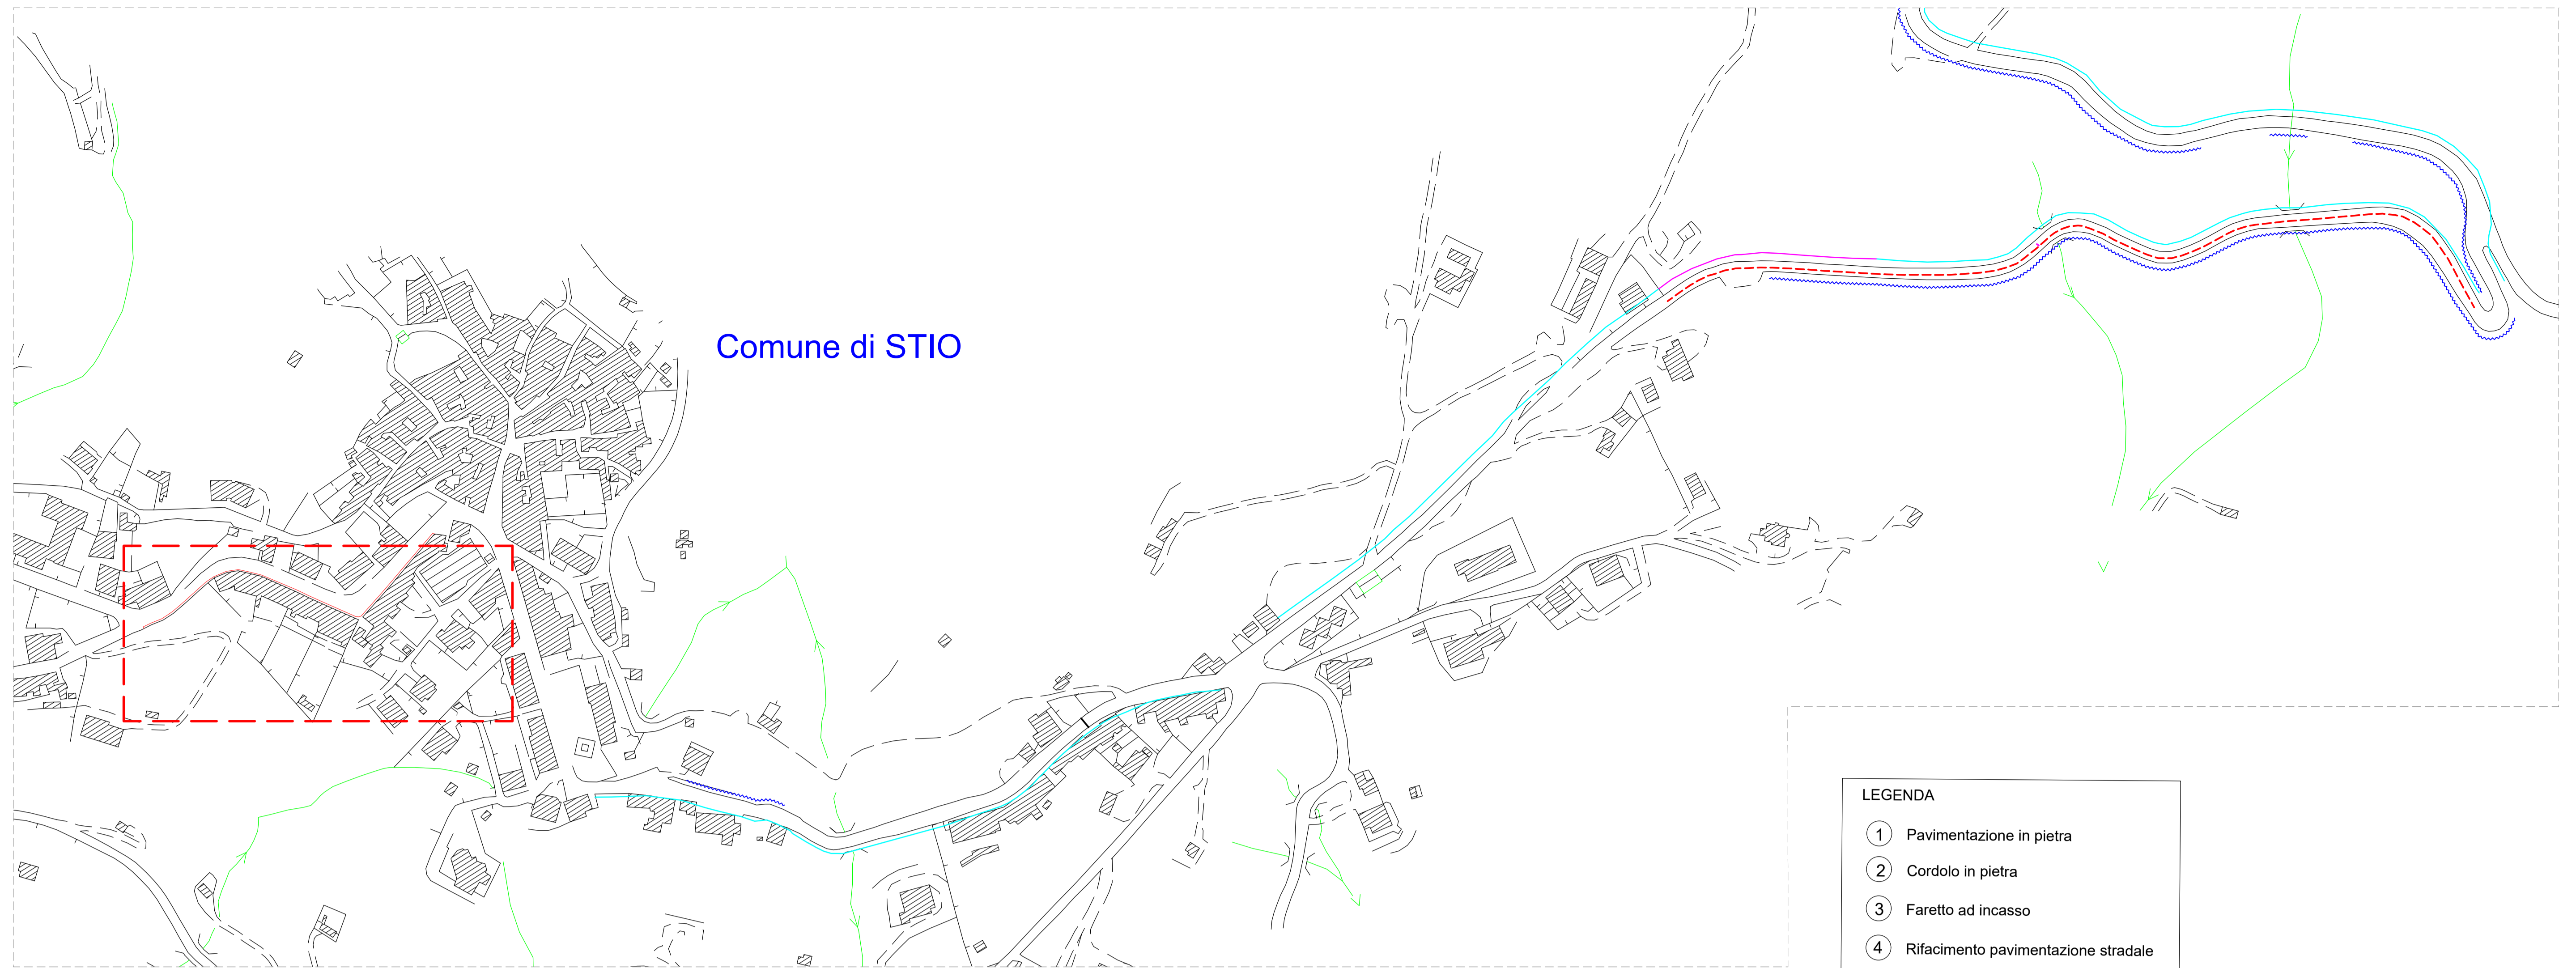 Comune di STIO
LEGENDA
1 Pavimentazione in pietra
2 Cordolo in pietra
3 Faretto ad incasso
4 Rifacimento pavimentazione stradale